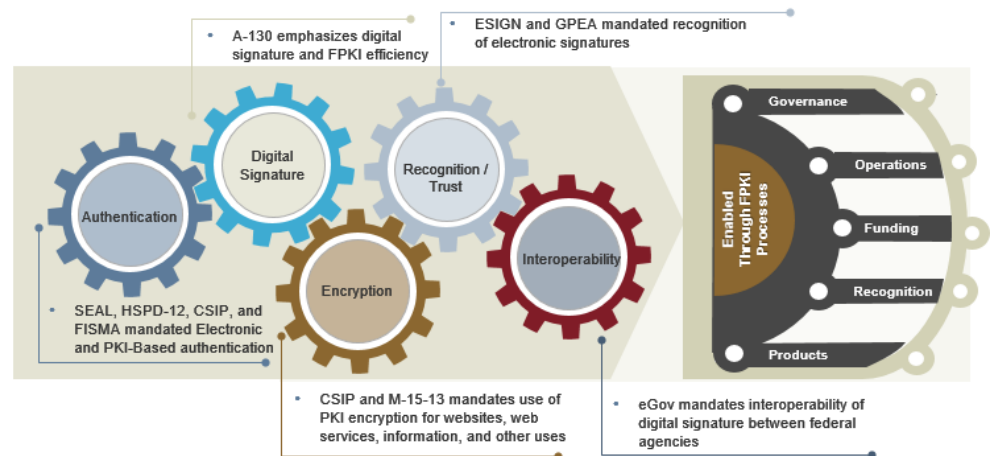 • A-130 emphasizes digital
signature and FPKI efficiency
• ESIGN and GPEA mandated recognition
of electronic signatures
Authentication
Digital
Signature
Recognition /
Trust
Encryption
Interoperability
• SEAL, HSPD-12, CSIP, and
FISMA mandated Electronic
and PKI-Based authentication
• CSIP and M-15-13 mandates use of
PKI encryption for websites, web
services, information, and other uses
• eGov mandates interoperability of
digital signature between federal
agencies
Enabled
Through FPKI
Processes
Governance
Operations
Funding
Recognition
Products